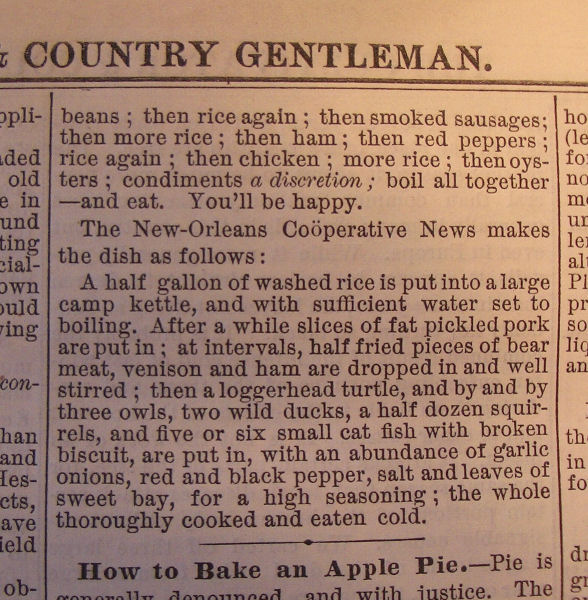 & COUNTRY GENTLEMAN.
beans ; then rice again ; then smoked sausages;
then more rice ; then ham ; then red peppers ;
rice again ; then chicken ; more rice ; then oys-
ters ; condiments a discretion ; boil all together
—and eat. You'll be happy.
The New-Orleans Coöperative News makes
the dish as follows :
A half gallon of washed rice is put into a large
camp kettle, and with sufficient water set to
boiling. After a while slices of fat pickled pork
are put in ; at intervals, half fried pieces of bear
meat, venison and ham are dropped in and well
stirred ; then a loggerhead turtle, and by and by
three owls, two wild ducks, a half dozen squir-
rels, and five or six small cat fish with broken
biscuit, are put in, with an abundance of garlic
onions, red and black pepper, salt and leaves of
sweet bay, for a high seasoning ; the whole
thoroughly cooked and eaten cold.
How to Bake an Apple Pie.—Pie is
generally denounced, and with justice. The